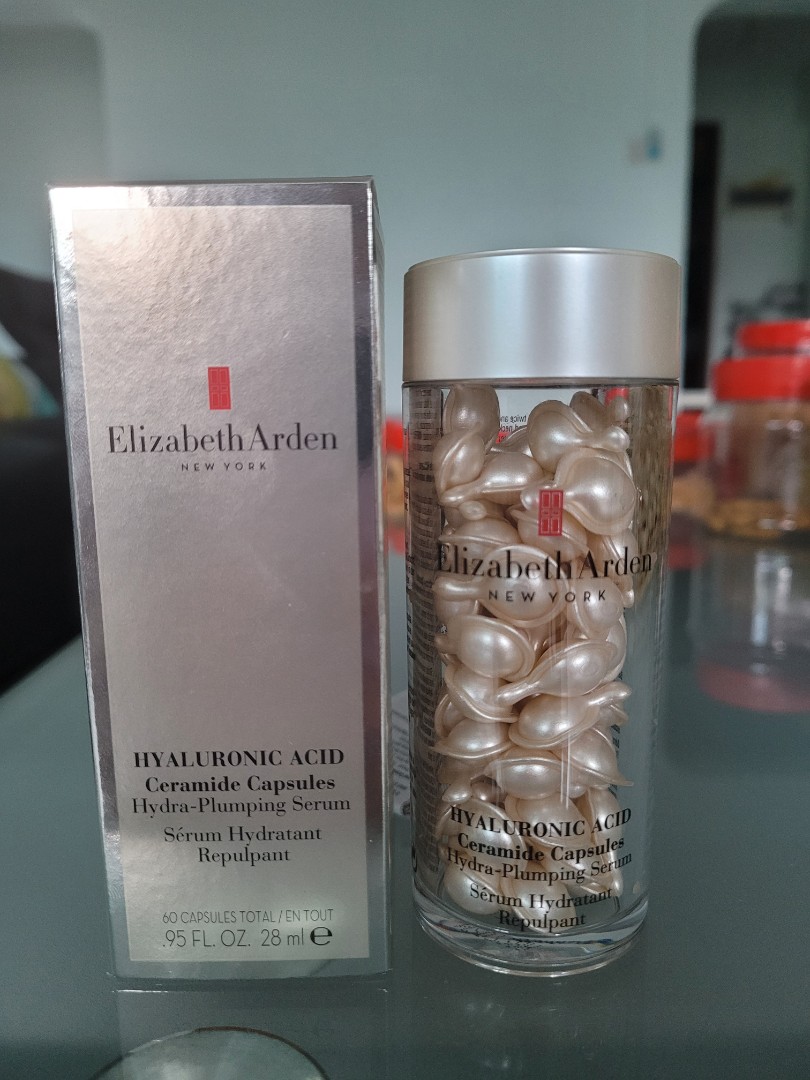 Elizabeth Arden
NEW YORK
HYALURONIC ACID
Ceramide Capsules
Hydra-Plumping Serum
Sérum Hydratant
Repulpant
60 CAPSULES TOTAL / EN TOUT
.95 FL. OZ. 28 ml ℮
Elizabeth Arden
NEW YORK
HYALURONIC ACID
Ceramide Capsules
Hydra-Plumping Serum
Sérum Hydratant
Repulpant